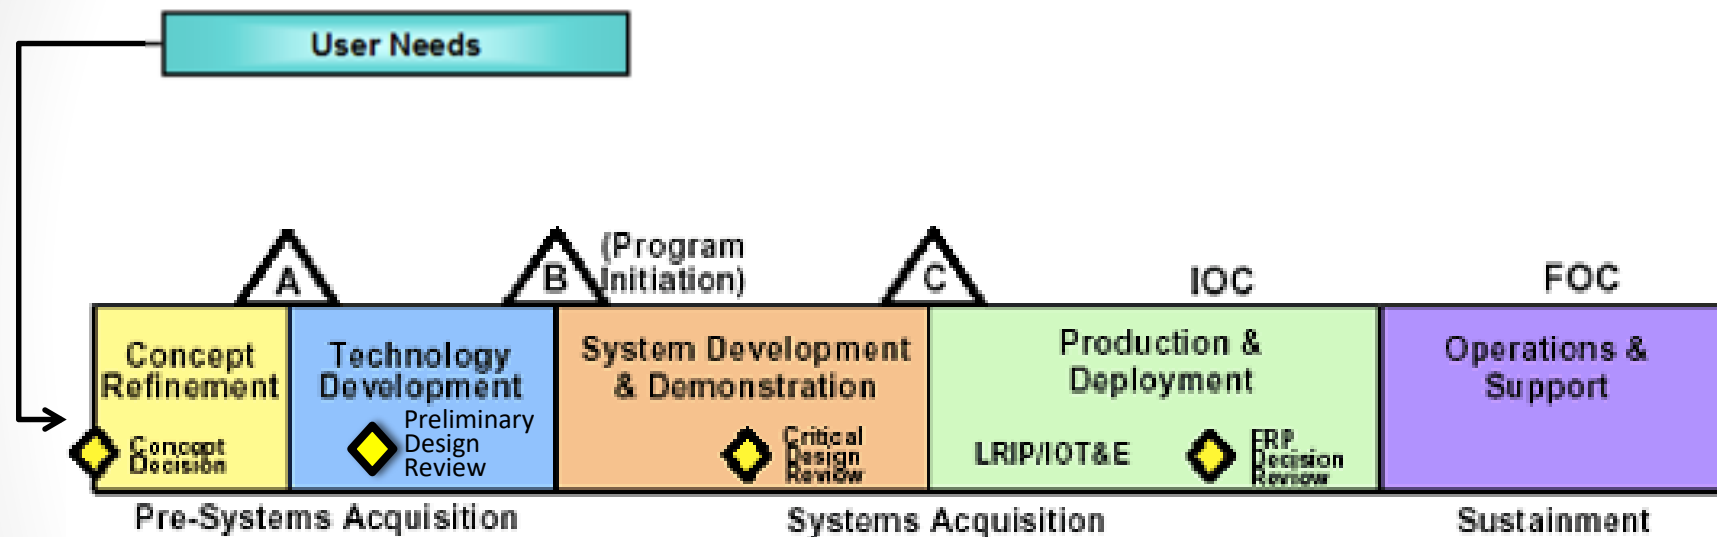 User Needs
A
B
(Program
Initiation)
C
IOC
FOC
Concept
Refinement
Technology
Development
System Development
& Demonstration
Production &
Deployment
Operations &
Support
Concept
Decision
Preliminary
Design
Review
Critical
Design
Review
LRIP/IOT&E
FRP
Decision
Review
Pre-Systems Acquisition
Systems Acquisition
Sustainment